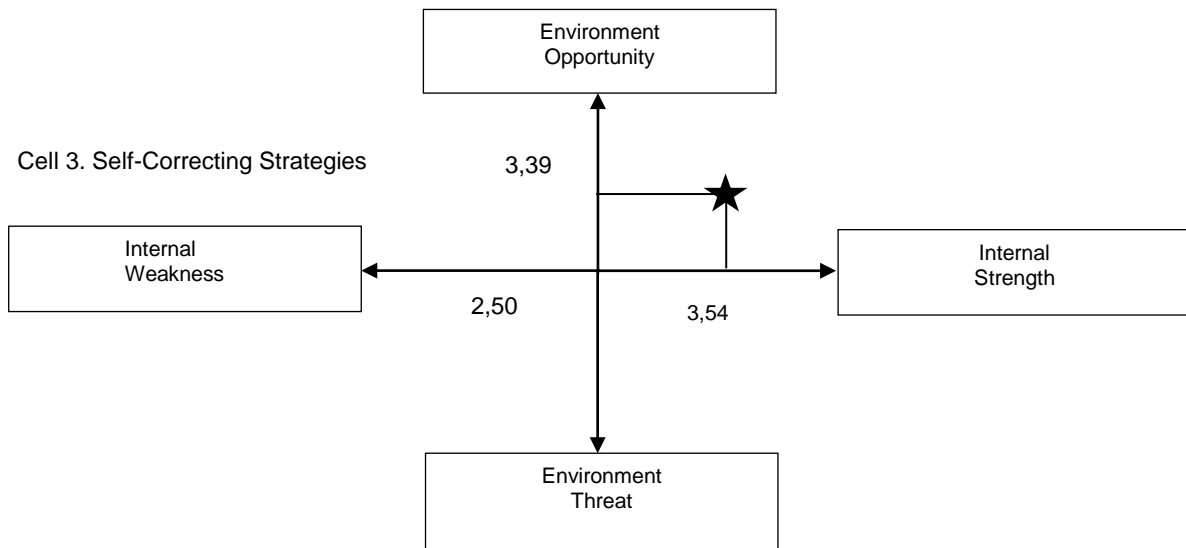 Environment
Opportunity
Cell 3. Self-Correcting Strategies
3,39
Internal
Weakness
Internal
Strength
2,50
3,54
Environment
Threat